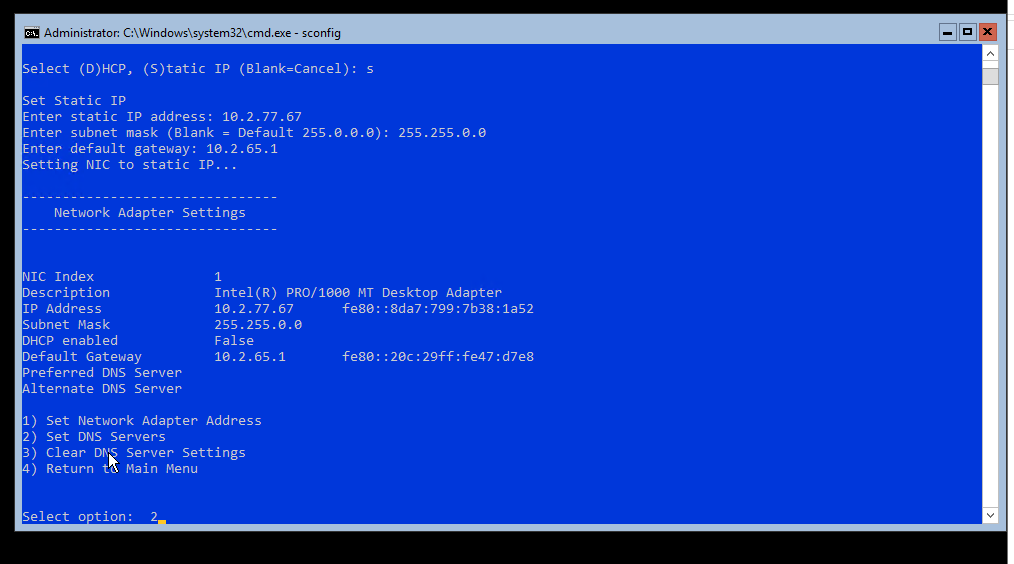 Administrator: C:\Windows\system32\cmd.exe - sconfig
Select (D)HCP, (S)tatic IP (Blank=Cancel): s
Set Static IP
Enter static IP address: 10.2.77.67
Enter subnet mask (Blank = Default 255.0.0.0): 255.255.0.0
Enter default gateway: 10.2.65.1
Setting NIC to static IP...
--------------------------------
    Network Adapter Settings
--------------------------------
NIC Index               1
Description             Intel(R) PRO/1000 MT Desktop Adapter
IP Address              10.2.77.67      fe80::8da7:799:7b38:1a52
Subnet Mask             255.255.0.0
DHCP enabled            False
Default Gateway         10.2.65.1       fe80::20c:29ff:fe47:d7e8
Preferred DNS Server
Alternate DNS Server
1) Set Network Adapter Address
2) Set DNS Servers
3) Clear DNS Server Settings
4) Return to Main Menu
Select option:  2